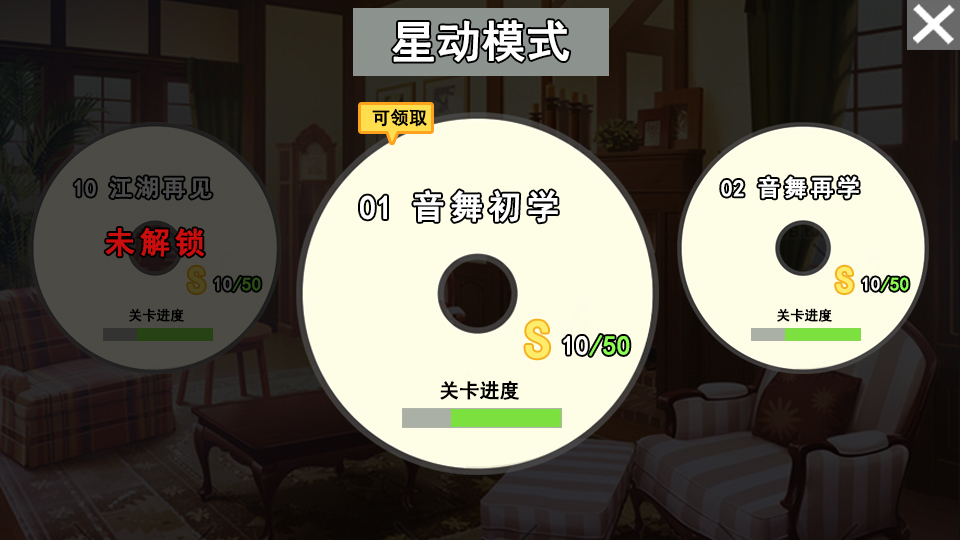 星动模式
可领取
10 江湖再见
未解锁
S 10/50
关卡进度
01 音舞初学
S 10/50
关卡进度
02 音舞再学
S 10/50
关卡进度